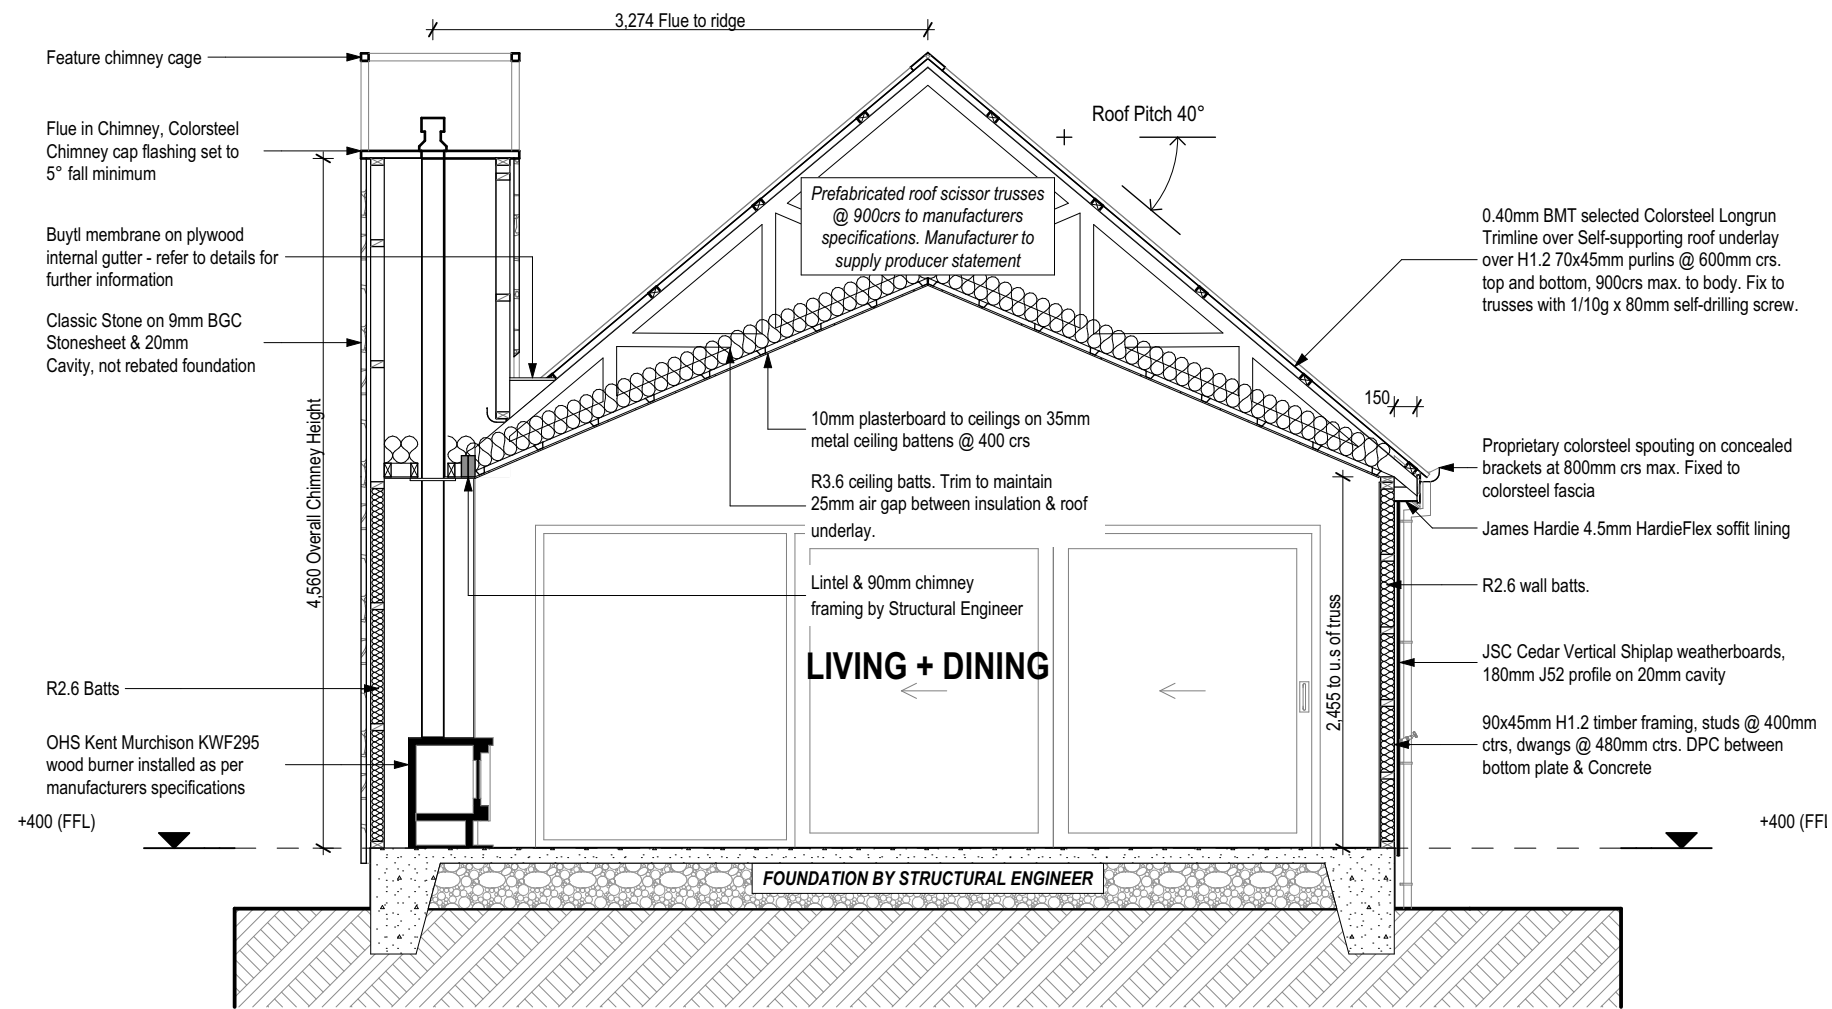 3,274 Flue to ridge
Feature chimney cage
Flue in Chimney, Colorsteel
Chimney cap flashing set to
5° fall minimum
Buytl membrane on plywood
internal gutter - refer to details for
further information
Classic Stone on 9mm BGC
Stonesheet & 20mm
Cavity, not rebated foundation
4,560 Overall Chimney Height
R2.6 Batts
OHS Kent Murchison KWF295
wood burner installed as per
manufacturers specifications
+400 (FFL)
Roof Pitch 40°
Prefabricated roof scissor trusses
@ 900crs to manufacturers
specifications. Manufacturer to
supply producer statement
10mm plasterboard to ceilings on 35mm
metal ceiling battens @ 400 crs
R3.6 ceiling batts. Trim to maintain
25mm air gap between insulation & roof
underlay.
Lintel & 90mm chimney
framing by Structural Engineer
LIVING + DINING
2,455 to u.s of truss
FOUNDATION BY STRUCTURAL ENGINEER
150
0.40mm BMT selected Colorsteel Longrun
Trimline over Self-supporting roof underlay
over H1.2 70x45mm purlins @ 600mm crs.
top and bottom, 900crs max. to body. Fix to
trusses with 1/10g x 80mm self-drilling screw.
Proprietary colorsteel spouting on concealed
brackets at 800mm crs max. Fixed to
colorsteel fascia
James Hardie 4.5mm HardieFlex soffit lining
R2.6 wall batts.
JSC Cedar Vertical Shiplap weatherboards,
180mm J52 profile on 20mm cavity
90x45mm H1.2 timber framing, studs @ 400mm
ctrs, dwangs @ 480mm ctrs. DPC between
bottom plate & Concrete
+400 (FFL